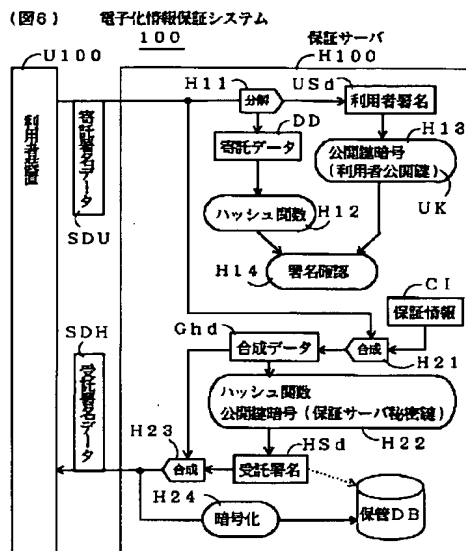 (図6) 電子化情報保証システム
100
保証サーバ
U100
H100
H11
USd
分解
利用者署名
DD
H13
寄託データ
公開鍵暗号
(利用者公開鍵)
利用者装置
寄託署名データ
SDU
ハッシュ関数
H12
UK
H14
署名確認
CI
保証情報
Ghd
SDH
合成データ
合成
H21
受託署名データ
ハッシュ関数
公開鍵暗号(保証サーバ秘密鍵)
H23
HSd
H22
合成
受託署名
H24
暗号化
保管DB